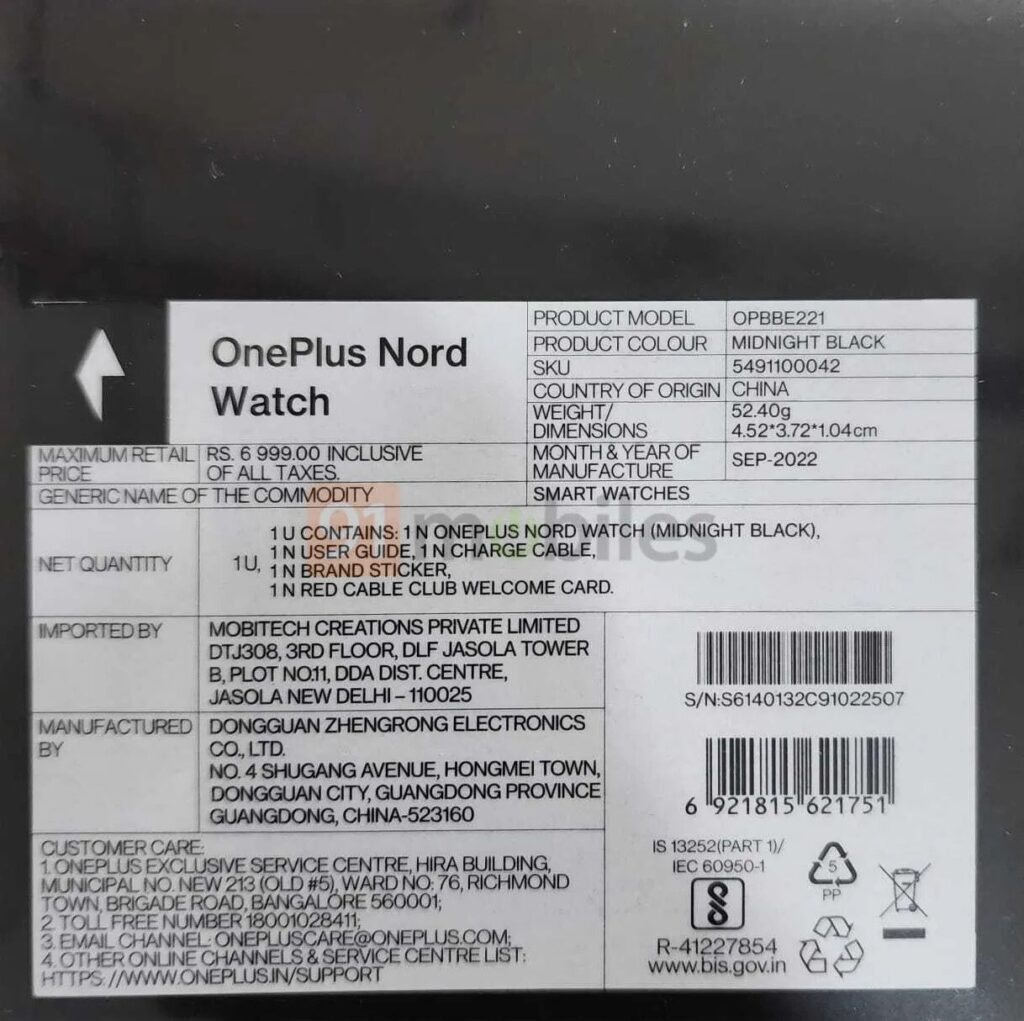 OnePlus Nord
Watch
PRODUCT MODEL OPBBE221
PRODUCT COLOUR MIDNIGHT BLACK
SKU 5491100042
COUNTRY OF ORIGIN CHINA
WEIGHT/ 52.40g
DIMENSIONS 4.52*3.72*1.04cm
MAXIMUM RETAIL RS. 6 999.00 INCLUSIVE
PRICE OF ALL TAXES.
MONTH & YEAR OF
MANUFACTURE SEP-2022
GENERIC NAME OF THE COMMODITY SMART WATCHES
91mobiles
NET QUANTITY 1U,
1 U CONTAINS: 1 N ONEPLUS NORD WATCH (MIDNIGHT BLACK),
1 N USER GUIDE, 1 N CHARGE CABLE,
1 N BRAND STICKER,
1 N RED CABLE CLUB WELCOME CARD.
IMPORTED BY MOBITECH CREATIONS PRIVATE LIMITED
DTJ308, 3RD FLOOR, DLF JASOLA TOWER
B, PLOT NO.11, DDA DIST. CENTRE,
JASOLA NEW DELHI – 110025
MANUFACTURED
BY
DONGGUAN ZHENGRONG ELECTRONICS
CO., LTD.
NO. 4 SHUGANG AVENUE, HONGMEI TOWN,
DONGGUAN CITY, GUANGDONG PROVINCE
GUANGDONG, CHINA-523160
CUSTOMER CARE:
1. ONEPLUS EXCLUSIVE SERVICE CENTRE, HIRA BUILDING,
MUNICIPAL NO. NEW 213 (OLD #5), WARD NO: 76, RICHMOND
TOWN, BRIGADE ROAD, BANGALORE 560001;
2. TOLL FREE NUMBER 18001028411;
3. EMAIL CHANNEL: ONEPLUSCARE@ONEPLUS.COM;
4. OTHER ONLINE CHANNELS & SERVICE CENTRE LIST:
HTTPS://WWW.ONEPLUS.IN/SUPPORT
S/N:S6140132C91022507
6 921815 621751
IS 13252(PART 1)/
IEC 60950-1
R-41227854
www.bis.gov.in
5
PP